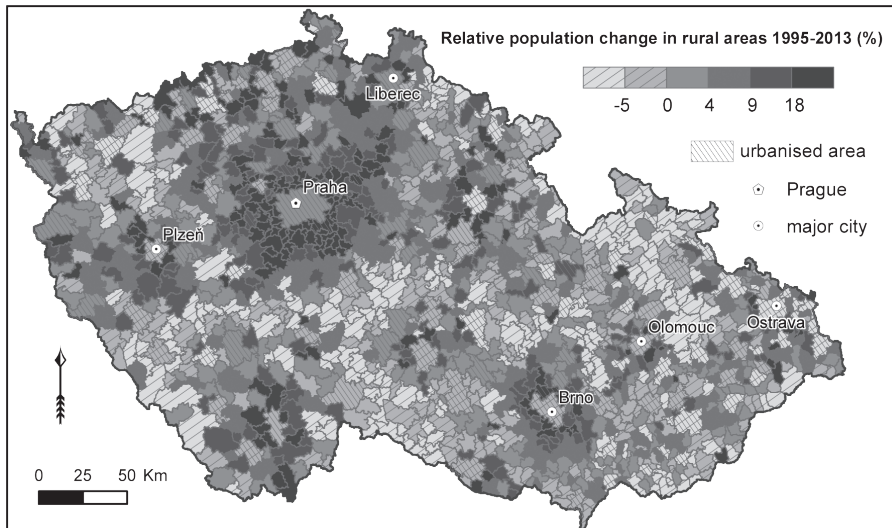 Relative population change in rural areas 1995-2013 (%)
-5 0 4 9 18
urbanised area
Prague
major city
Liberec
Praha
Plzeň
Olomouc
Ostrava
Brno
0 25 50 Km